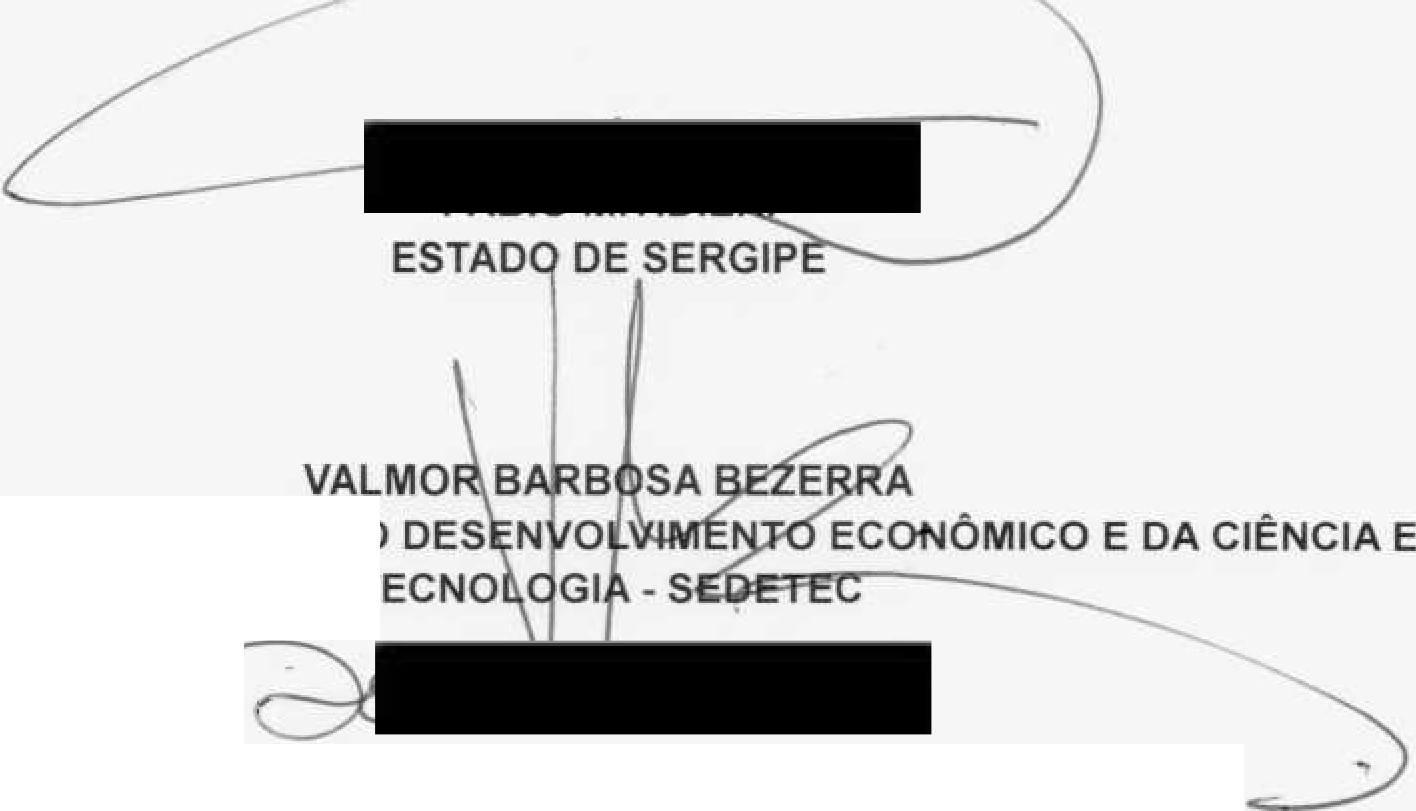 ESTADO DE SERGIPE
VALMOR BARBOSA BEZERRA
DESENVOLVIMENTO ECONÔMICO E DA CIÊNCIA E
ECNOLOGIA - SEDETEC